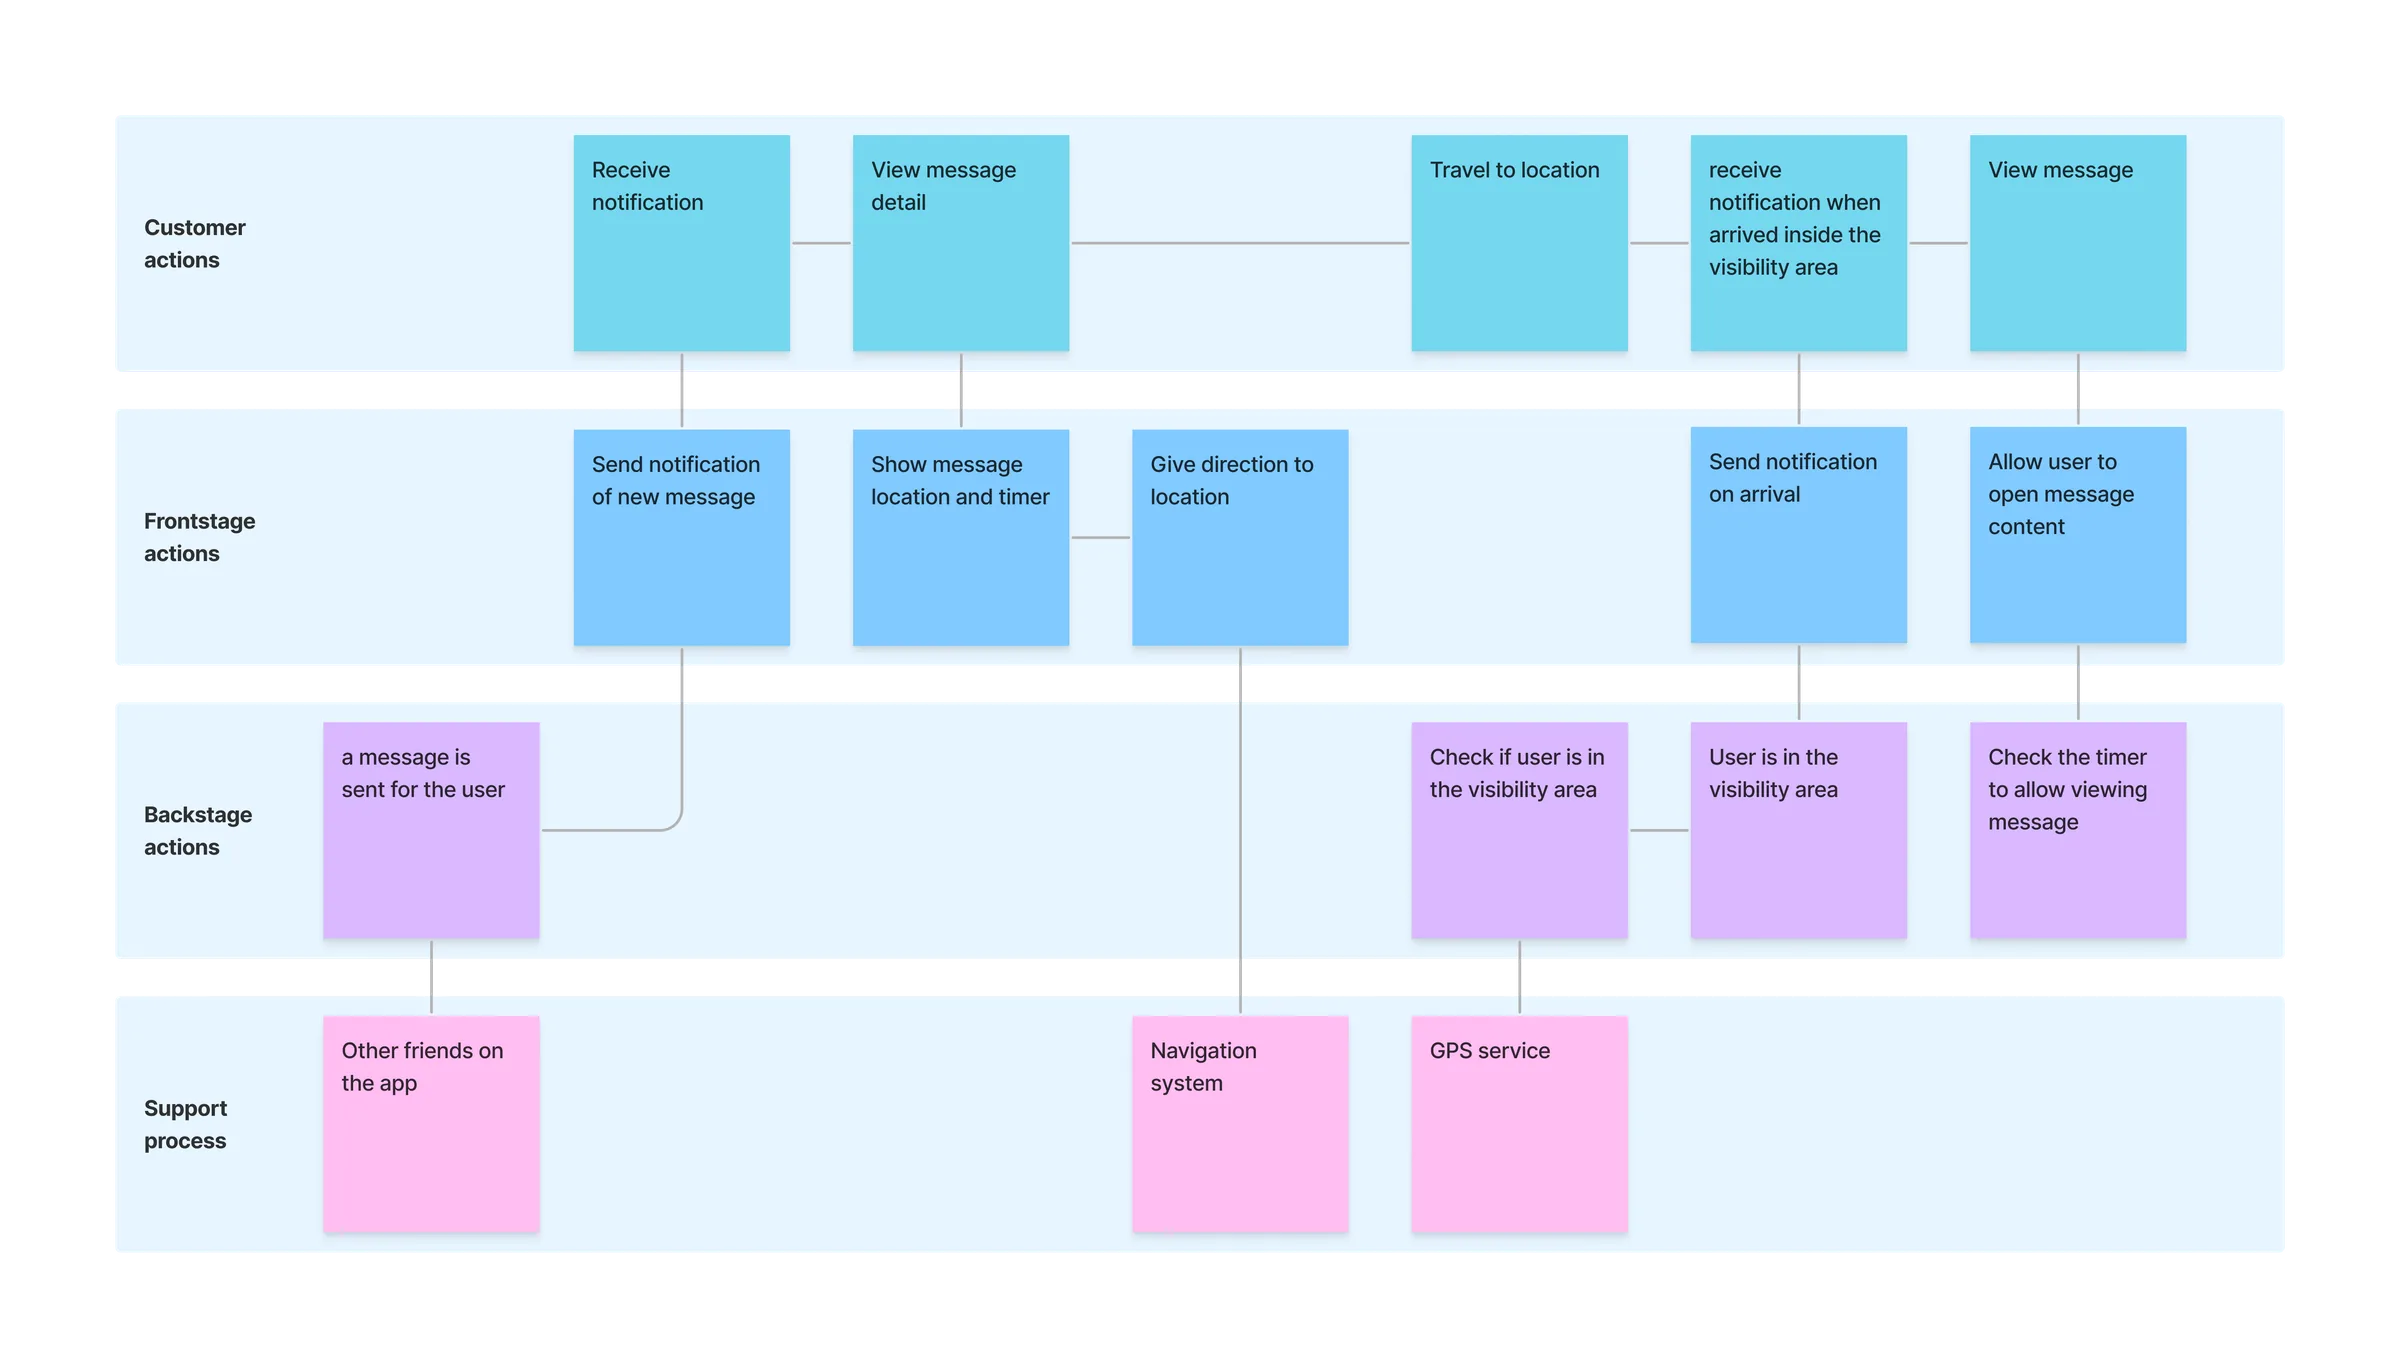 Customer
actions
Receive
notification
View message
detail
Travel to location
receive
notification when
arrived inside the
visibility area
View message
Frontstage
actions
Send notification
of new message
Show message
location and timer
Give direction to
location
Send notification
on arrival
Allow user to
open message
content
Backstage
actions
a message is
sent for the user
Check if user is in
the visibility area
User is in the
visibility area
Check the timer
to allow viewing
message
Support
process
Other friends on
the app
Navigation
system
GPS service